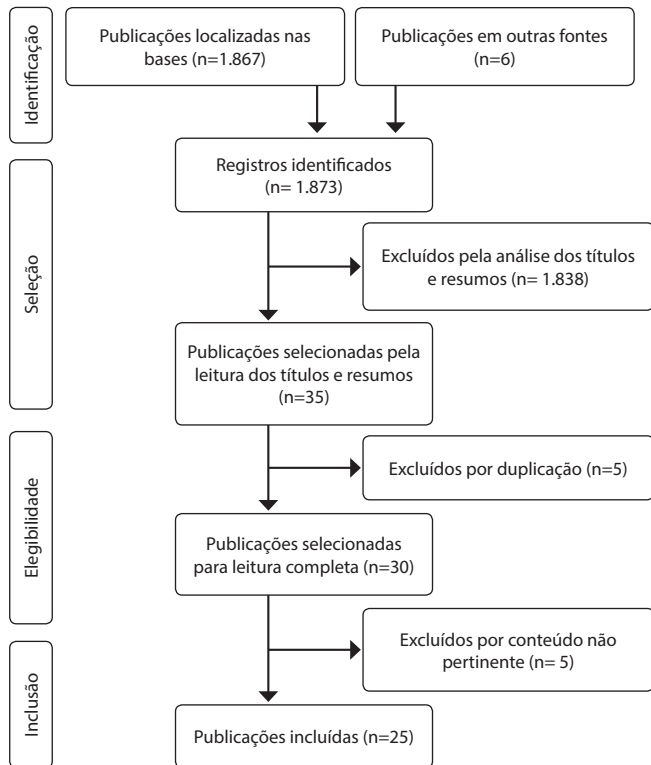 Identificação
Publicações localizadas nas
bases (n=1.867)
Publicações em outras fontes
(n=6)
Seleção
Registros identificados
(n= 1.873)
Excluídos pela análise dos títulos
e resumos (n= 1.838)
Publicações selecionadas pela
leitura dos títulos e resumos
(n=35)
Elegibilidade
Excluídos por duplicação (n=5)
Publicações selecionadas
para leitura completa (n=30)
Inclusão
Excluídos por conteúdo não
pertinente (n= 5)
Publicações incluídas (n=25)